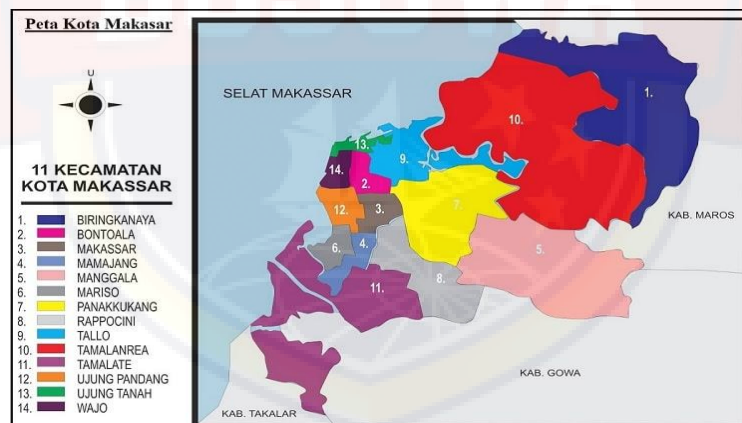 Peta Kota Makasar
U
11 KECAMATAN
KOTA MAKASSAR
1. BIRINGKANAYA
2. BONTOALA
3. MAKASSAR
4. MAMAJANG
5. MANGGALA
6. MARISO
7. PANAKKUKANG
8. RAPPOCINI
9. TALLO
10. TAMALANREA
11. TAMALATE
12. UJUNG PANDANG
13. UJUNG TANAH
14. WAJO
SELAT MAKASSAR
1.
10.
13.
9.
14.
2.
12.
3.
7.
6.
4.
5.
11.
8.
KAB. MAROS
KAB. GOWA
KAB. TAKALAR